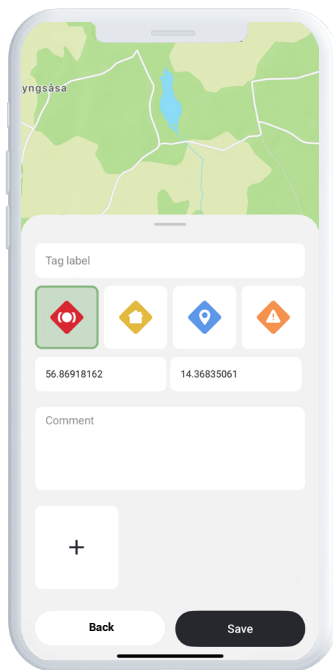 yngsåsa
Tag label
56.86918162
14.36835061
Comment
+
Back
Save